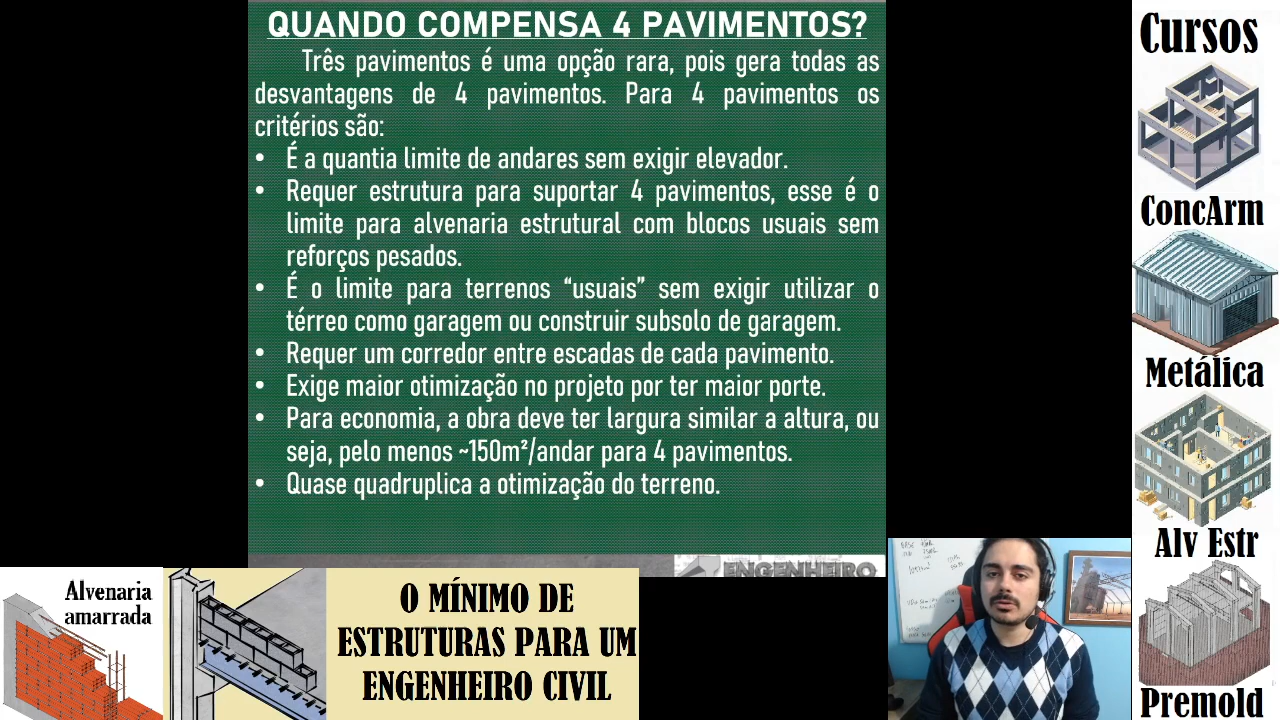 QUANDO COMPENSA 4 PAVIMENTOS?
Três pavimentos é uma opção rara, pois gera todas as
desvantagens de 4 pavimentos. Para 4 pavimentos os
critérios são:
• É a quantia limite de andares sem exigir elevador.
• Requer estrutura para suportar 4 pavimentos, esse é o
limite para alvenaria estrutural com blocos usuais sem
reforços pesados.
• É o limite para terrenos “usuais” sem exigir utilizar o
térreo como garagem ou construir subsolo de garagem.
• Requer um corredor entre escadas de cada pavimento.
• Exige maior otimização no projeto por ter maior porte.
• Para economia, a obra deve ter largura similar a altura, ou
seja, pelo menos ~150m²/andar para 4 pavimentos.
• Quase quadruplica a otimização do terreno.
ENGENHEIRO
Alvenaria
amarrada
O MÍNIMO DE
ESTRUTURAS PARA UM
ENGENHEIRO CIVIL
Cursos
ConcArm
Metálica
Alv Estr
Premold